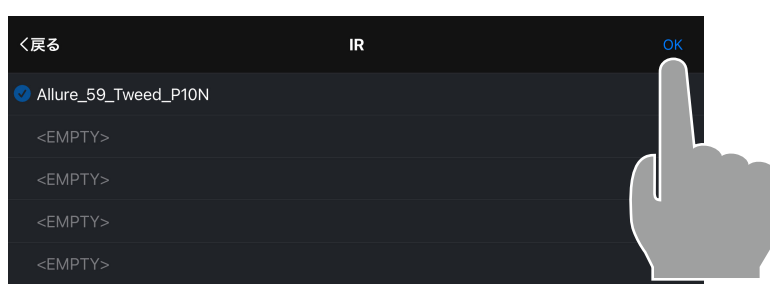 く戻る IR OK
Allure_59_Tweed_P10N
<EMPTY>
<EMPTY>
<EMPTY>
<EMPTY>